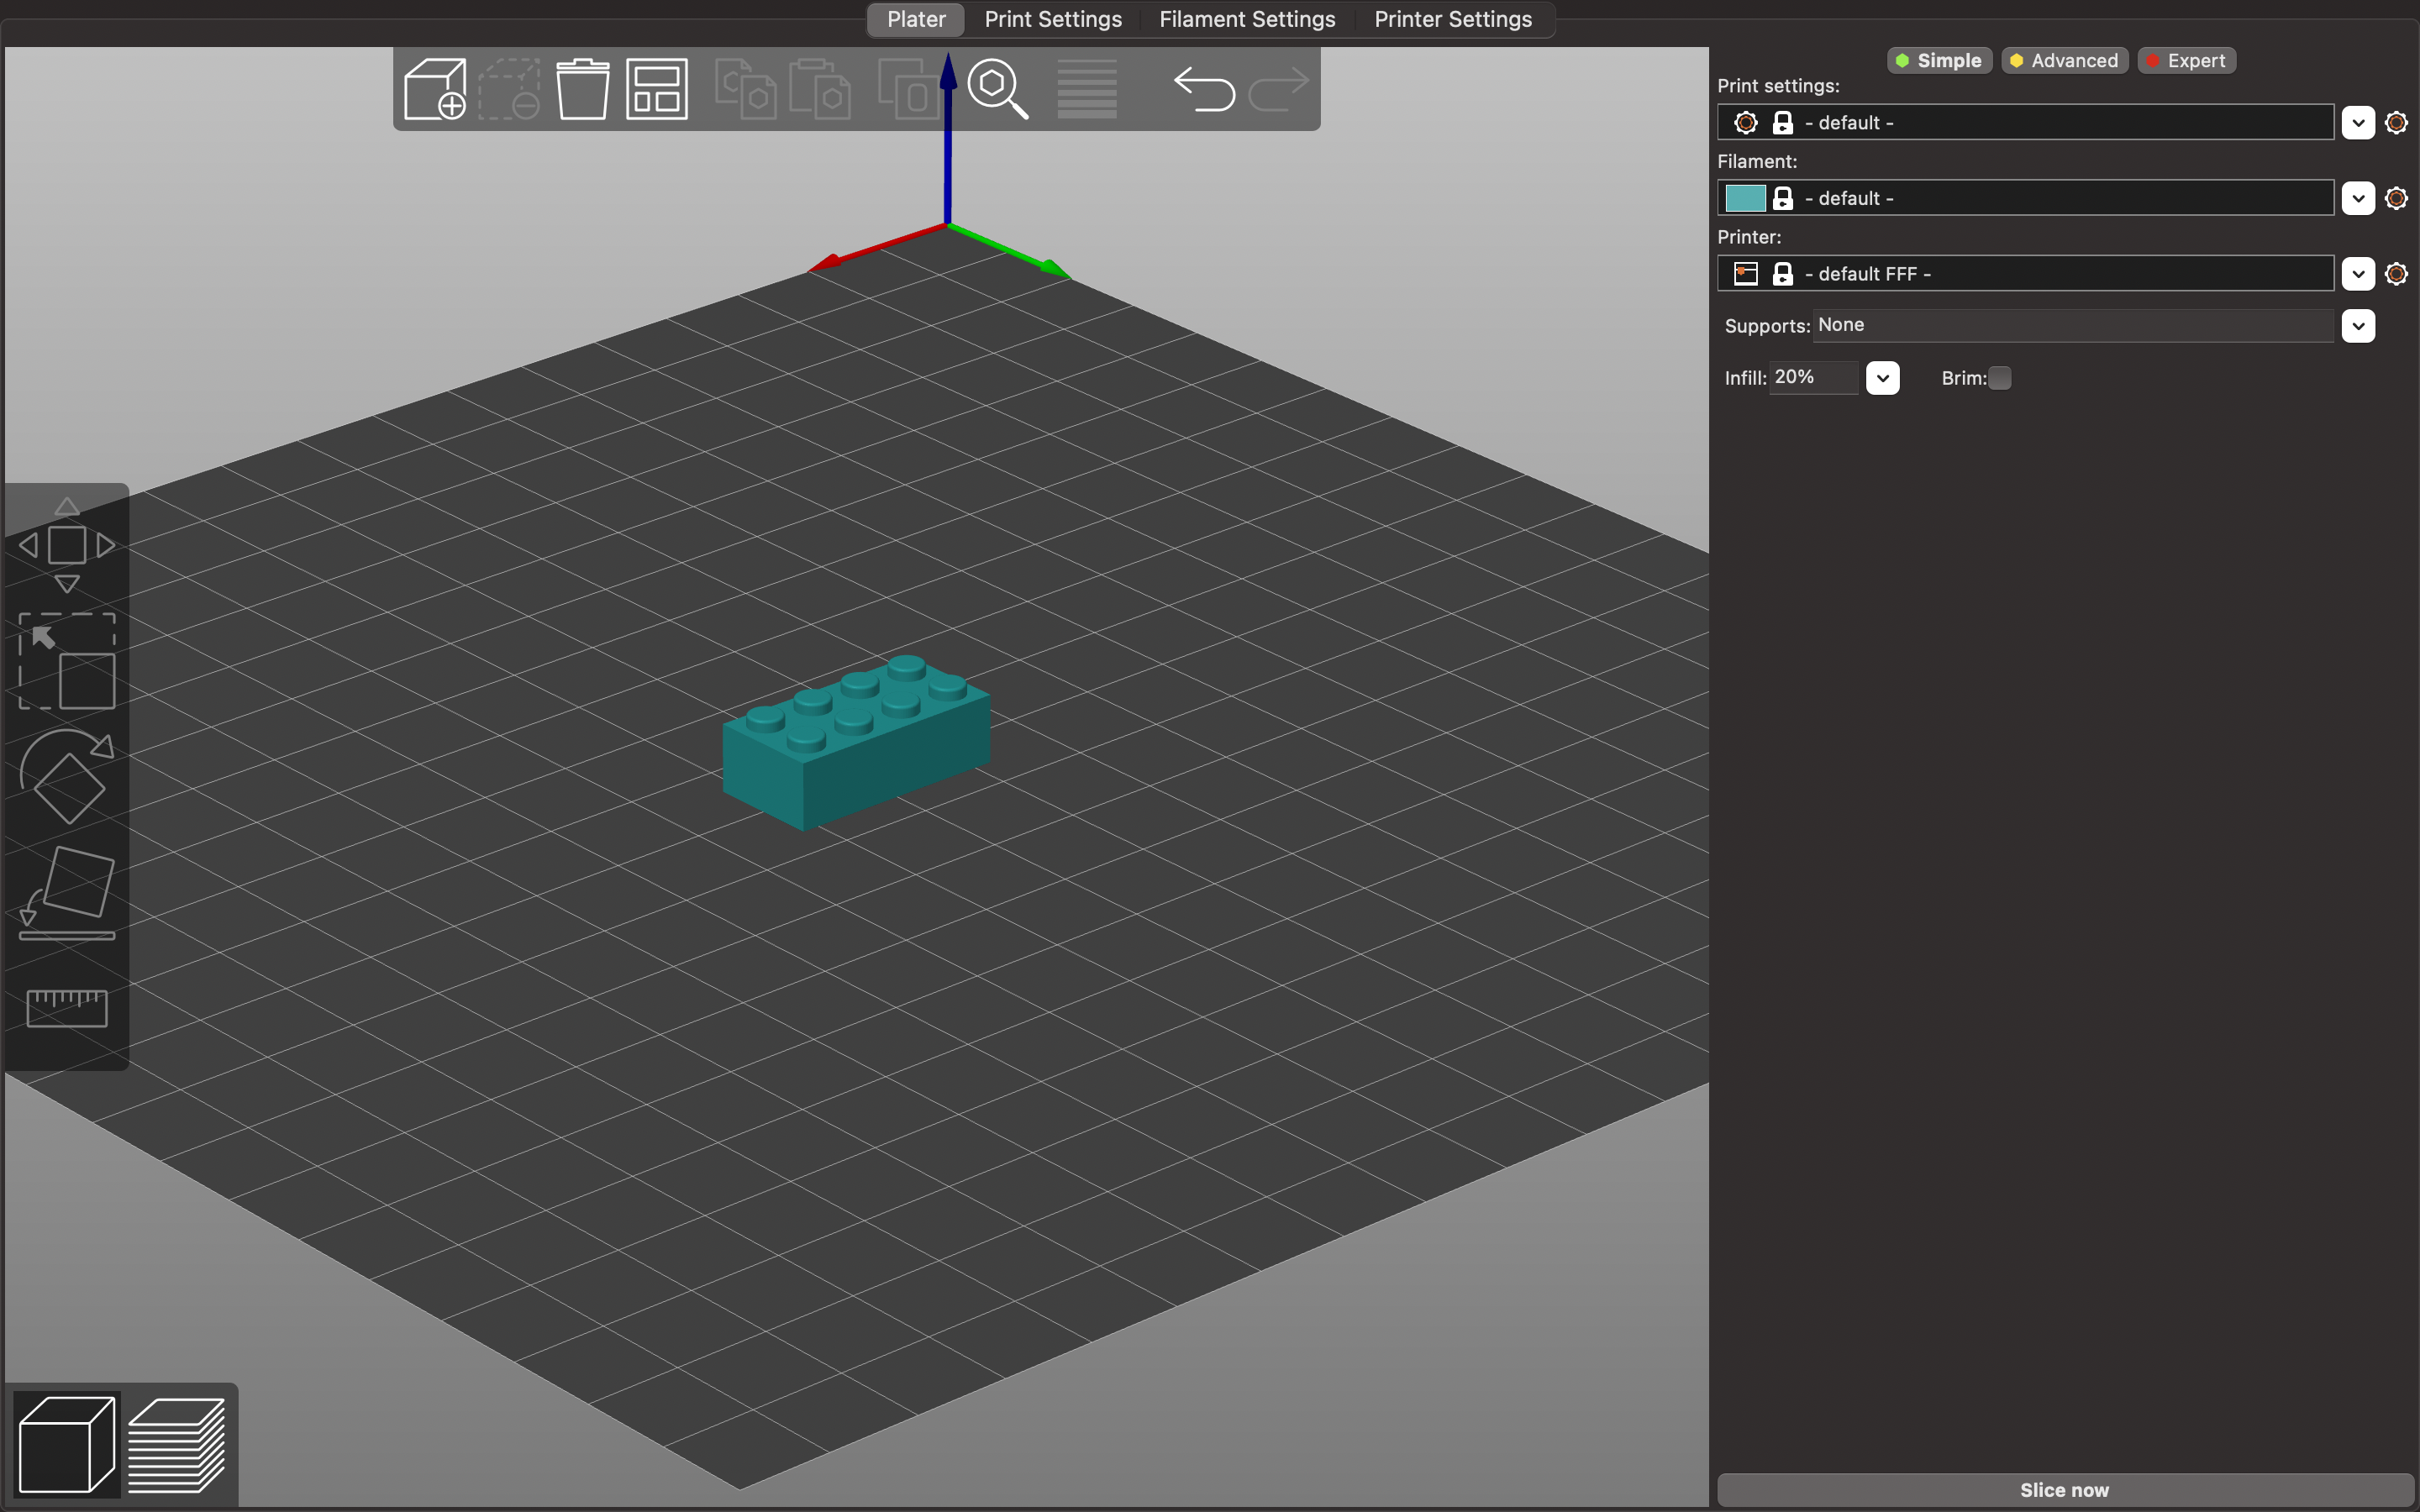 Plater Print Settings Filament Settings Printer Settings
Simple Advanced Expert
Print settings:
- default -
Filament:
- default -
Printer:
- default FFF -
Supports: None
Infill: 20% Brim:
Slice now